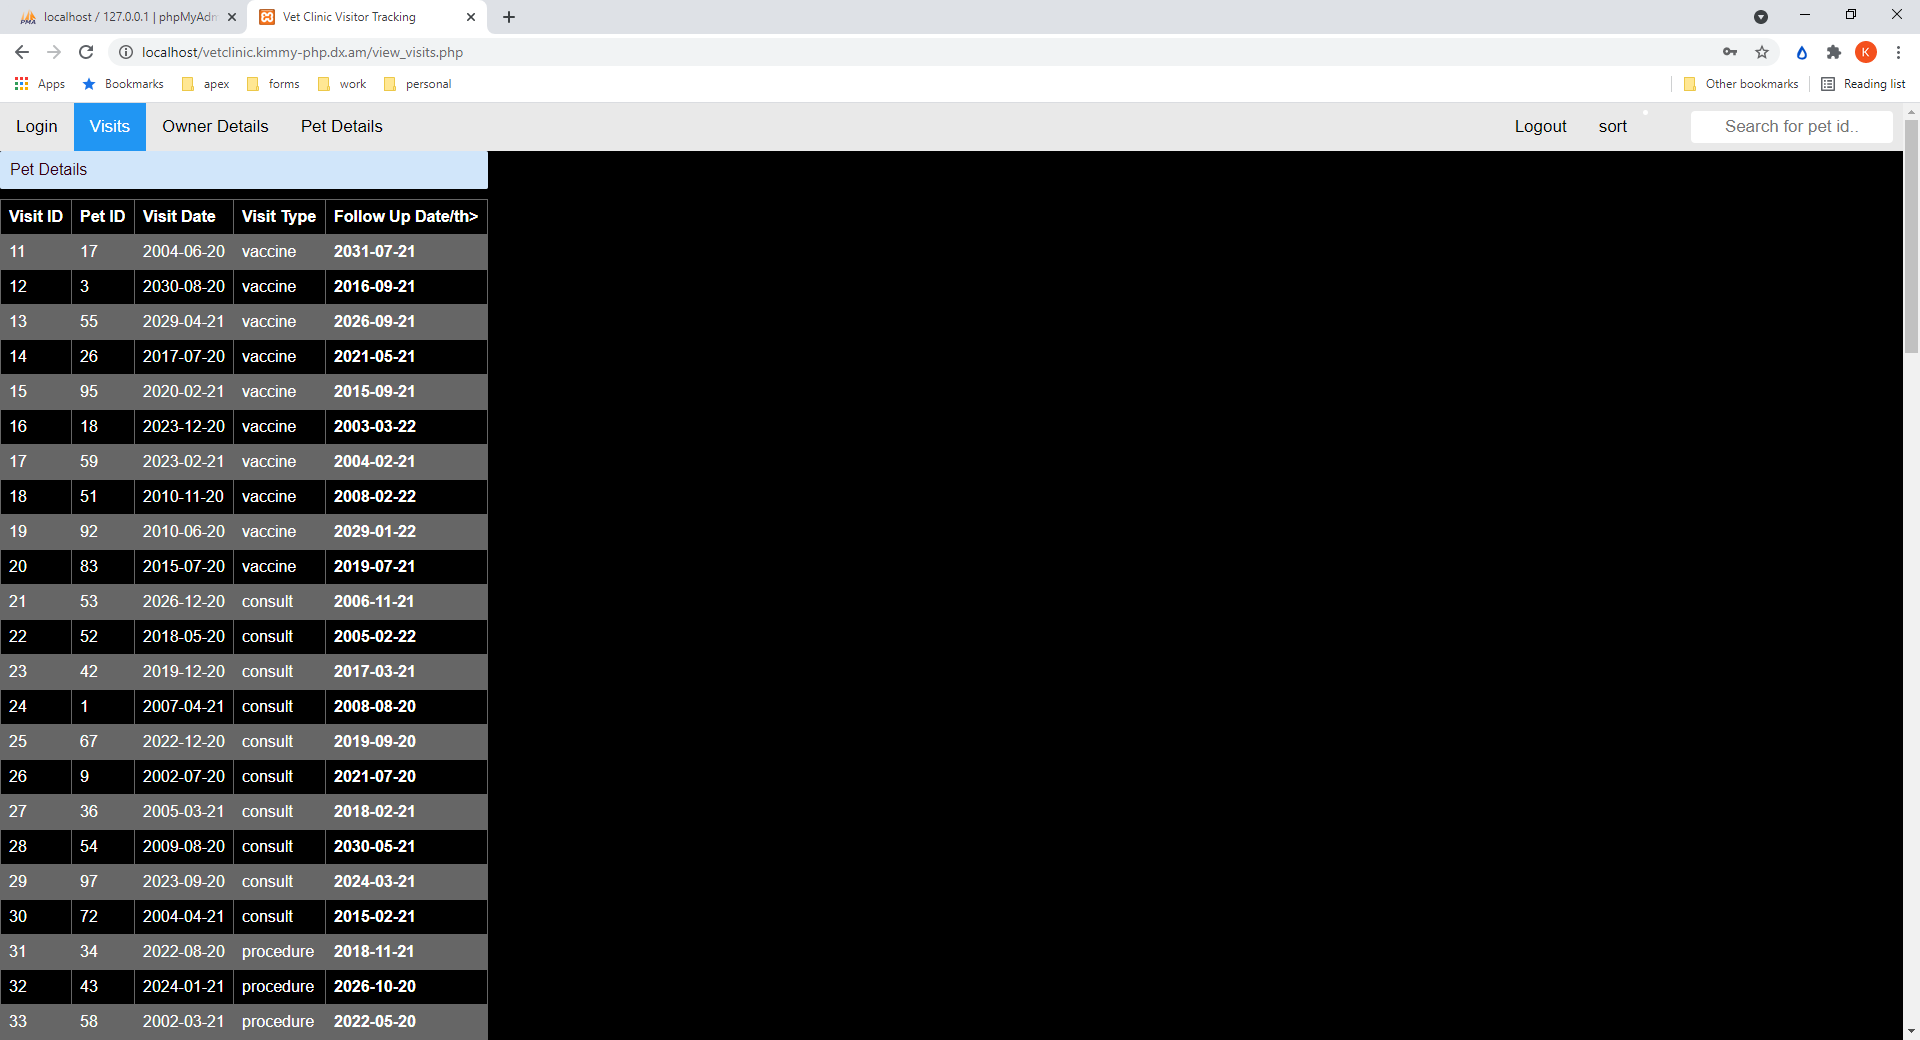 localhost / 127.0.0.1 | phpMyAdm
Vet Clinic Visitor Tracking
localhost/vetclinic.kimmy-php.dx.am/view_visits.php
K
Apps Bookmarks apex forms work personal Other bookmarks Reading list
Login Visits Owner Details Pet Details Logout sort Search for pet id..
Pet Details
Visit ID Pet ID Visit Date Visit Type Follow Up Date/th>
11 17 2004-06-20 vaccine 2031-07-21
12 3 2030-08-20 vaccine 2016-09-21
13 55 2029-04-21 vaccine 2026-09-21
14 26 2017-07-20 vaccine 2021-05-21
15 95 2020-02-21 vaccine 2015-09-21
16 18 2023-12-20 vaccine 2003-03-22
17 59 2023-02-21 vaccine 2004-02-21
18 51 2010-11-20 vaccine 2008-02-22
19 92 2010-06-20 vaccine 2029-01-22
20 83 2015-07-20 vaccine 2019-07-21
21 53 2026-12-20 consult 2006-11-21
22 52 2018-05-20 consult 2005-02-22
23 42 2019-12-20 consult 2017-03-21
24 1 2007-04-21 consult 2008-08-20
25 67 2022-12-20 consult 2019-09-20
26 9 2002-07-20 consult 2021-07-20
27 36 2005-03-21 consult 2018-02-21
28 54 2009-08-20 consult 2030-05-21
29 97 2023-09-20 consult 2024-03-21
30 72 2004-04-21 consult 2015-02-21
31 34 2022-08-20 procedure 2018-11-21
32 43 2024-01-21 procedure 2026-10-20
33 58 2002-03-21 procedure 2022-05-20